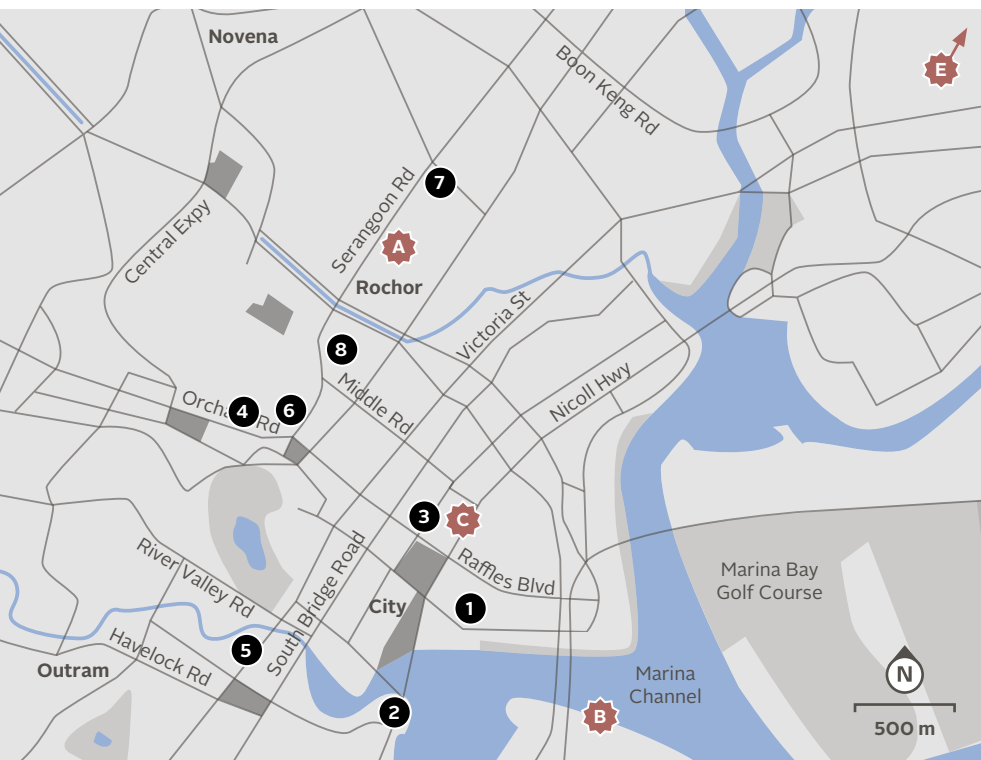 Novena
Boon Keng Rd
E
7
Serangoon Rd
A
Central Expy
Rochor
Victoria St
8
Middle Rd
Nicoll Hwy
Orchard Rd
4
6
3
C
Raffles Blvd
River Valley Rd
South Bridge Road
City
1
Marina Bay
Golf Course
5
Havelock Rd
Outram
Marina
Channel
N
2
B
500 m